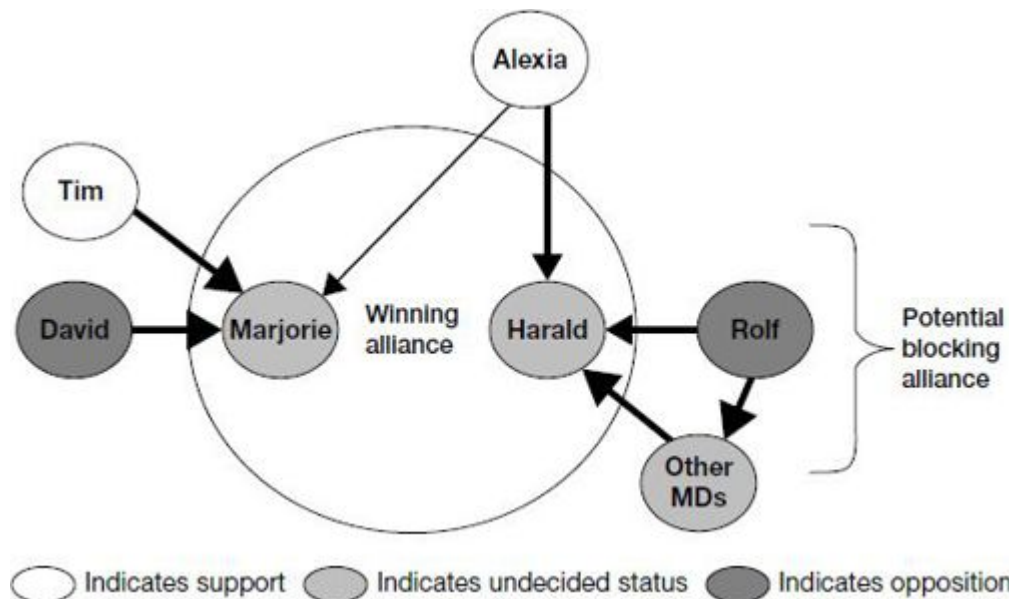 Alexia
Tim
David
Marjorie
Winning
alliance
Harald
Rolf
Potential
blocking
alliance
Other
MDs
Indicates support
Indicates undecided status
Indicates opposition